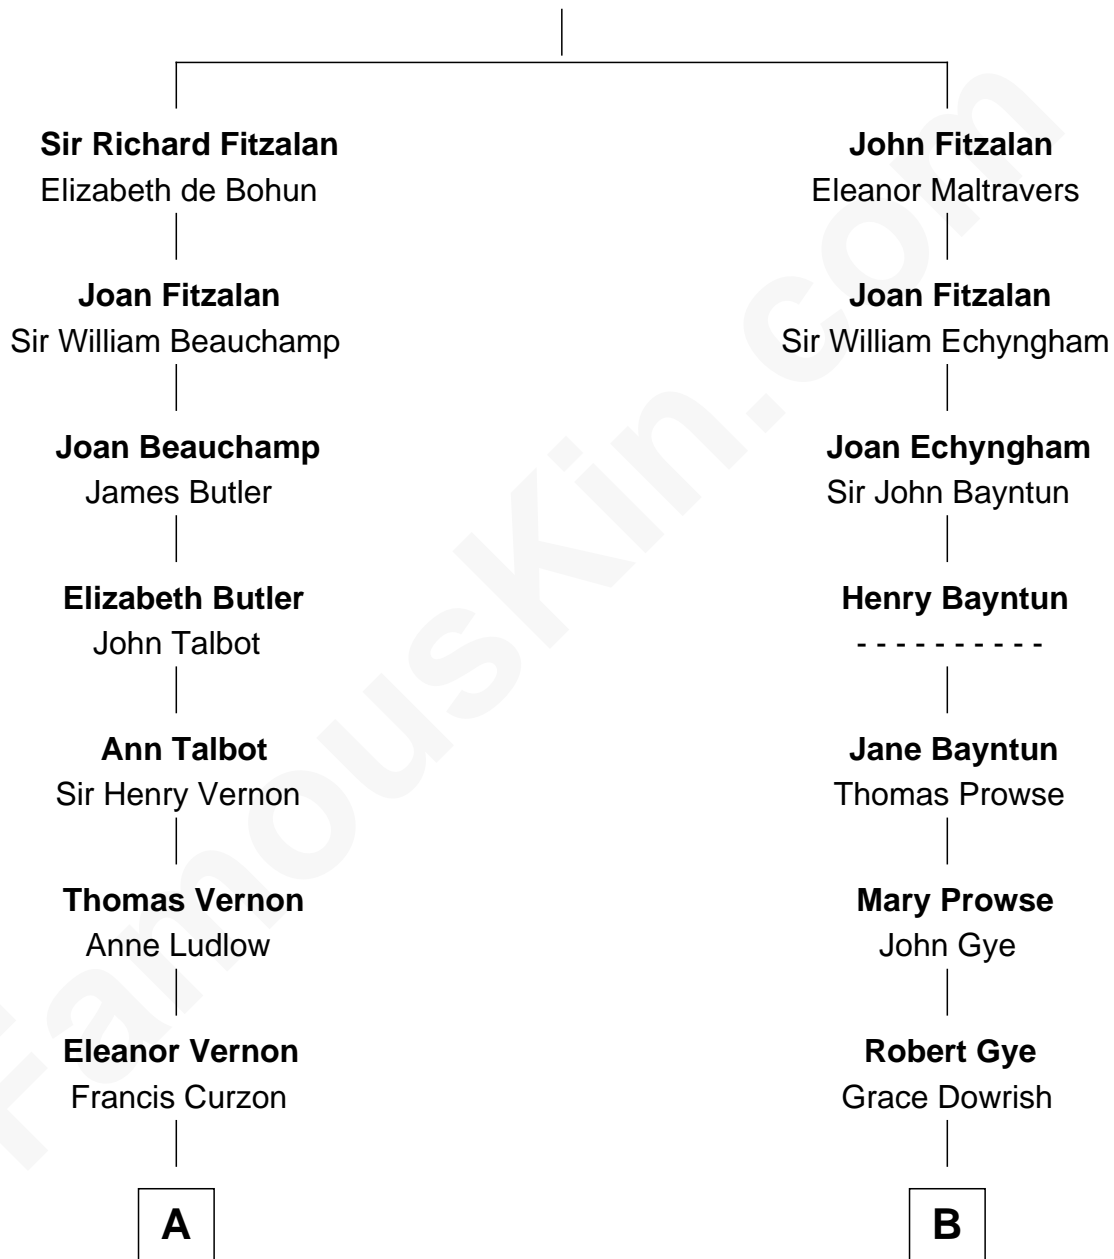 Sir Richard Fitzalan
Elizabeth de Bohun
Joan Fitzalan
Sir William Beauchamp
Joan Beauchamp
James Butler
Elizabeth Butler
John Talbot
Ann Talbot
Sir Henry Vernon
Thomas Vernon
Anne Ludlow
Eleanor Vernon
Francis Curzon
A
John Fitzalan
Eleanor Maltravers
Joan Fitzalan
Sir William Echyngham
Joan Echyngham
Sir John Bayntun
Henry Bayntun
- - - - - - - - - -
Jane Bayntun
Thomas Prowse
Mary Prowse
John Gye
Robert Gye
Grace Dowrish
B
FamousKin.com